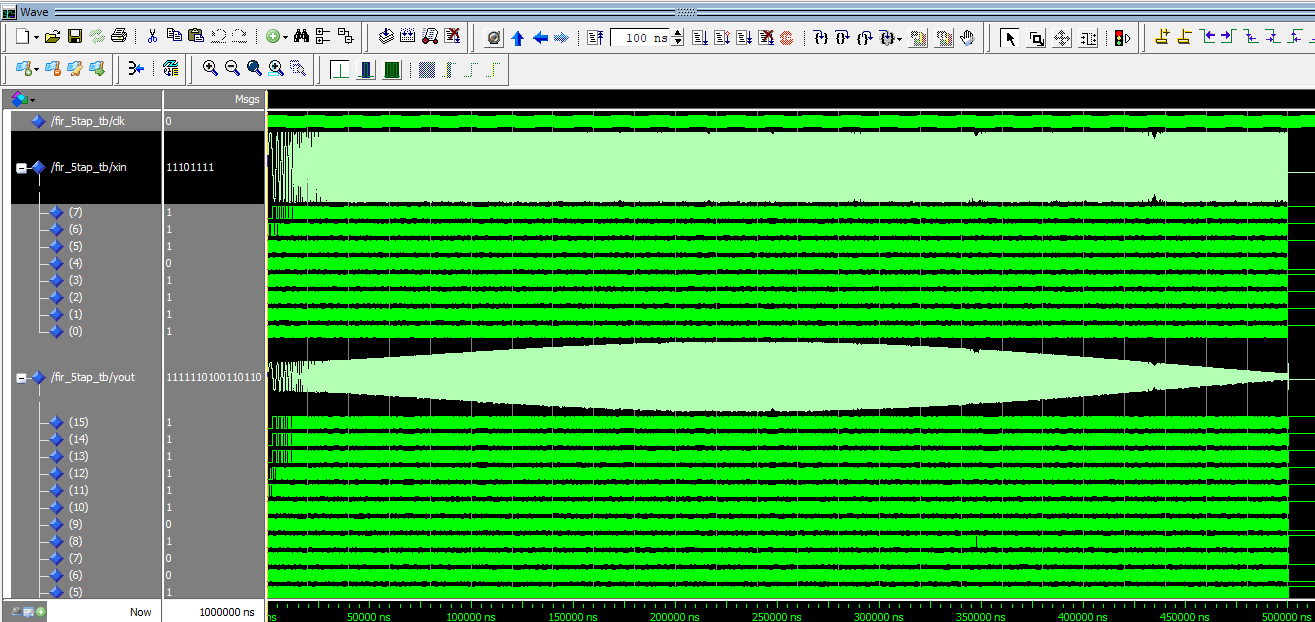 Wave
100 ns
Msgs
/fir_5tap_tb/clk 0
/fir_5tap_tb/xin 11101111
(7) 1
(6) 1
(5) 1
(4) 0
(3) 1
(2) 1
(1) 1
(0) 1
/fir_5tap_tb/yout 1111110100110110
(15) 1
(14) 1
(13) 1
(12) 1
(11) 1
(10) 1
(9) 0
(8) 1
(7) 0
(6) 0
(5) 1
Now 1000000 ns
ns 50000 ns 100000 ns 150000 ns 200000 ns 250000 ns 300000 ns 350000 ns 400000 ns 450000 ns 500000 ns